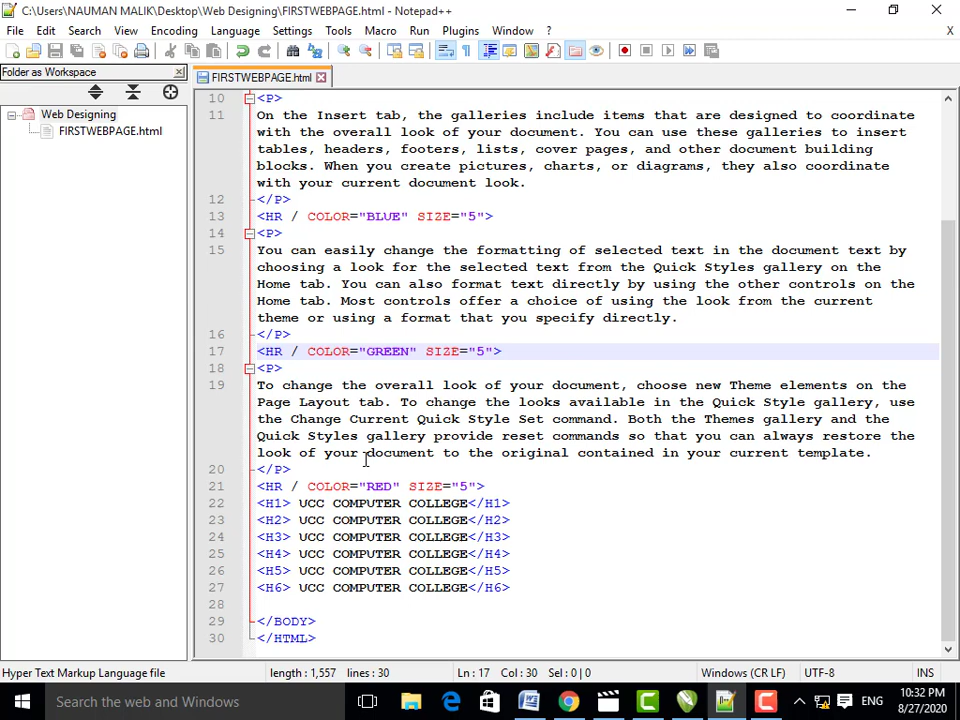 C:\Users\NAUMAN MALIK\Desktop\Web Designing\FIRSTWEBPAGE.html - Notepad++
File Edit Search View Encoding Language Settings Tools Macro Run Plugins Window ? X
Folder as Workspace
FIRSTWEBPAGE.html
Web Designing
FIRSTWEBPAGE.html
10 <P>
11 On the Insert tab, the galleries include items that are designed to coordinate
with the overall look of your document. You can use these galleries to insert
tables, headers, footers, lists, cover pages, and other document building
blocks. When you create pictures, charts, or diagrams, they also coordinate
with your current document look.
12 </P>
13 <HR / COLOR="BLUE" SIZE="5">
14 <P>
15 You can easily change the formatting of selected text in the document text by
choosing a look for the selected text from the Quick Styles gallery on the
Home tab. You can also format text directly by using the other controls on the
Home tab. Most controls offer a choice of using the look from the current
theme or using a format that you specify directly.
16 </P>
17 <HR / COLOR="GREEN" SIZE="5">
18 <P>
19 To change the overall look of your document, choose new Theme elements on the
Page Layout tab. To change the looks available in the Quick Style gallery, use
the Change Current Quick Style Set command. Both the Themes gallery and the
Quick Styles gallery provide reset commands so that you can always restore the
look of your document to the original contained in your current template.
20 </P>
21 <HR / COLOR="RED" SIZE="5">
22 <H1> UCC COMPUTER COLLEGE</H1>
23 <H2> UCC COMPUTER COLLEGE</H2>
24 <H3> UCC COMPUTER COLLEGE</H3>
25 <H4> UCC COMPUTER COLLEGE</H4>
26 <H5> UCC COMPUTER COLLEGE</H5>
27 <H6> UCC COMPUTER COLLEGE</H6>
28
29 </BODY>
30 </HTML>
Hyper Text Markup Language file length : 1,557 lines : 30 Ln : 17 Col : 30 Sel : 0 | 0 Windows (CR LF) UTF-8 INS
Search the web and Windows
ENG
10:32 PM
8/27/2020